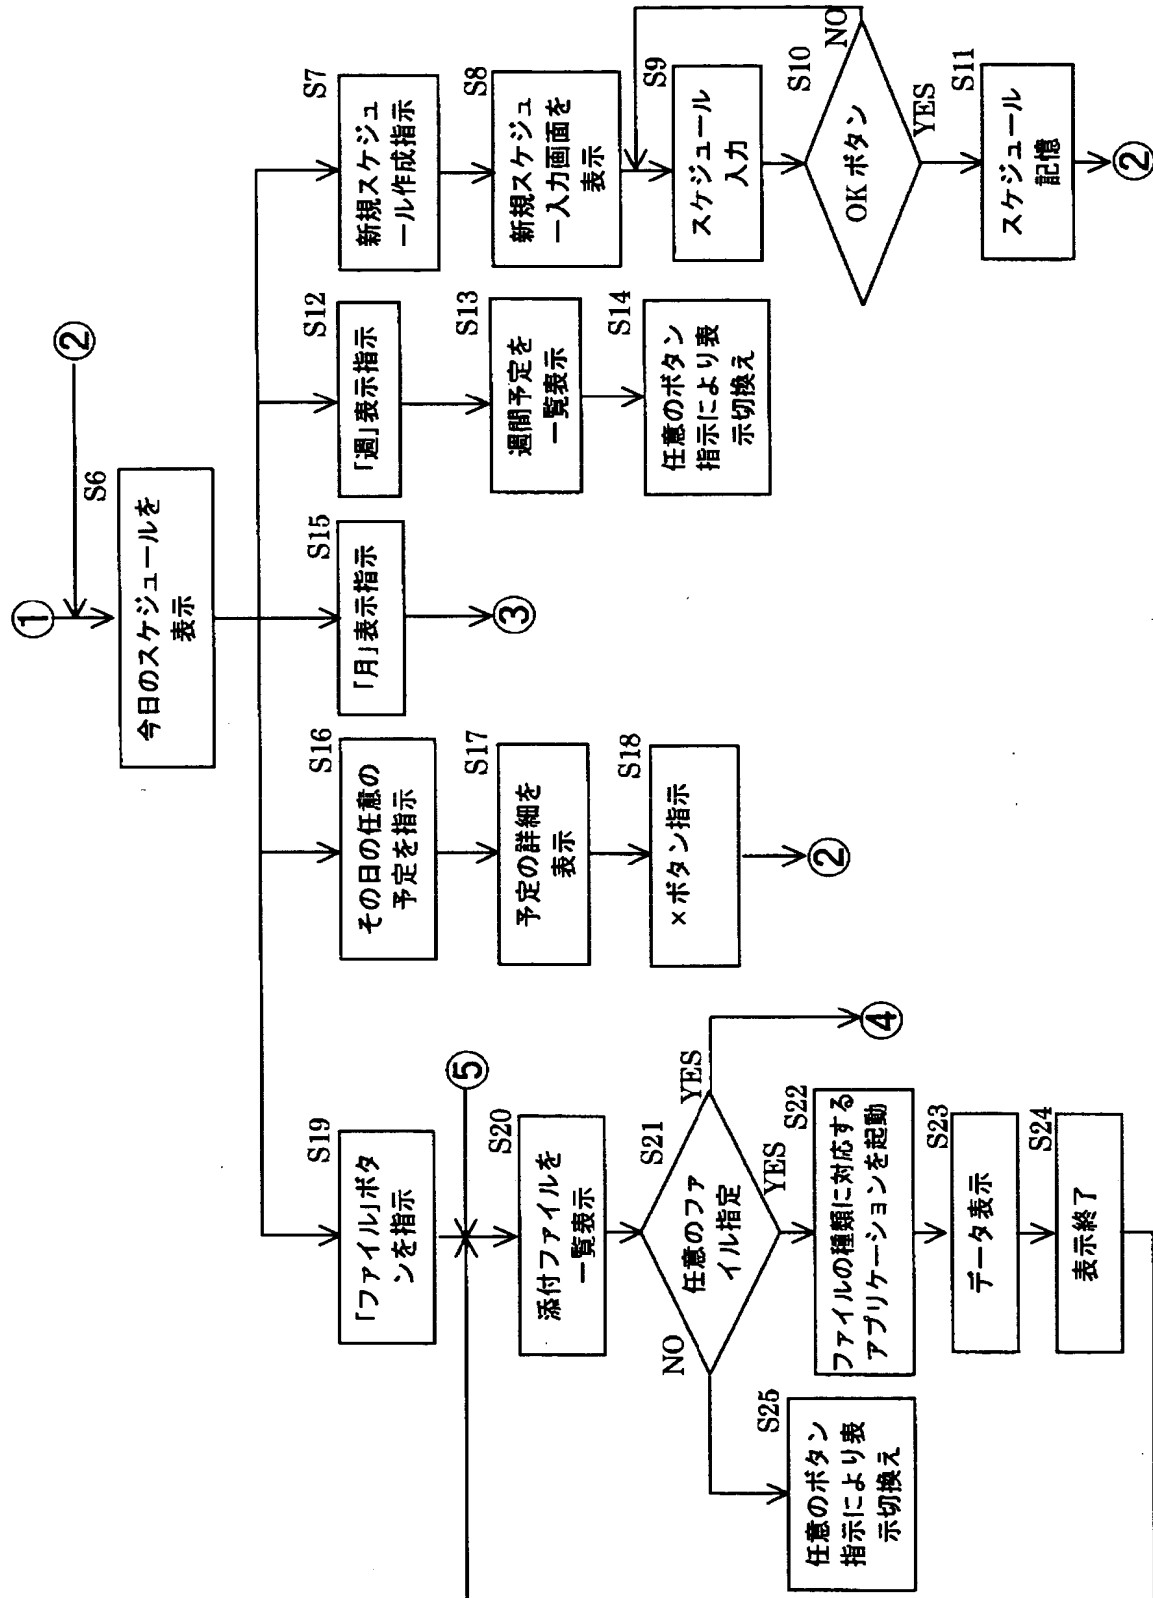 ①
②
S6
今日のスケジュールを
表示
S19
「ファイル」ボタ
ンを指示
⑤
S20
添付ファイルを
一覧表示
S21
任意のファ
イル指定
NO
YES
YES
④
S25
任意のボタン
指示により表
示切換え
S22
ファイルの種類に対応する
アプリケーションを起動
S23
データ表示
S24
表示終了
S16
その日の任意の
予定を指示
S17
予定の詳細を
表示
S18
×ボタン指示
②
S15
「月」表示指示
③
S12
「週」表示指示
S13
週間予定を
一覧表示
S14
任意のボタン
指示により表
示切換え
S7
新規スケジュ
ール作成指示
S8
新規スケジュ
ー入力画面を
表示
S9
スケジュール
入力
S10
OKボタン
NO
YES
S11
スケジュール
記憶
②